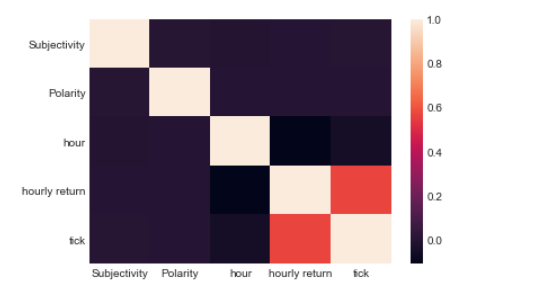 Subjectivity
Polarity
hour
hourly return
tick
Subjectivity Polarity hour hourly return tick
1.0
0.8
0.6
0.4
0.2
0.0